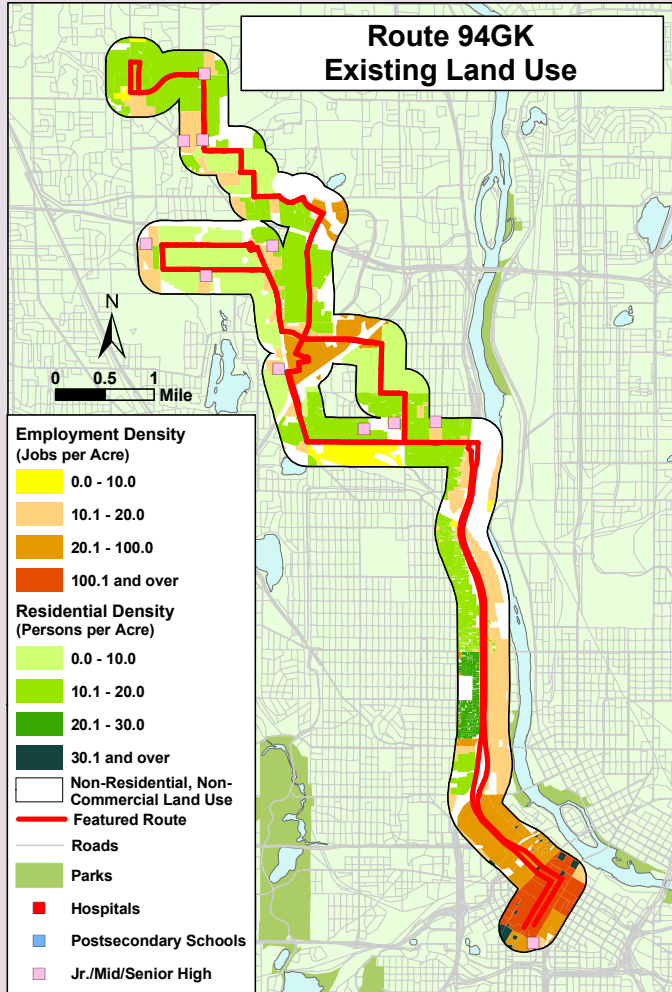 Route 94GK
Existing Land Use
N
0 0.5 1
Mile
Employment Density
(Jobs per Acre)
0.0 - 10.0
10.1 - 20.0
20.1 - 100.0
100.1 and over
Residential Density
(Persons per Acre)
0.0 - 10.0
10.1 - 20.0
20.1 - 30.0
30.1 and over
Non-Residential, Non-
Commercial Land Use
Featured Route
Roads
Parks
Hospitals
Postsecondary Schools
Jr./Mid/Senior High